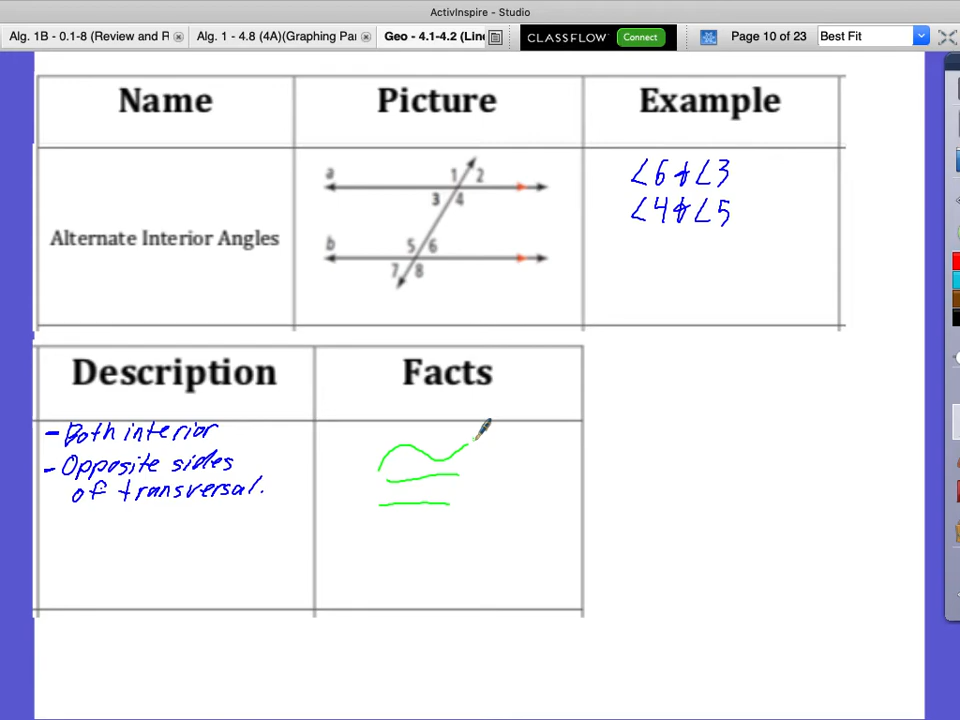 ActivInspire - Studio
Alg. 1B - 0.1-8 (Review and R
Alg. 1 - 4.8 (4A)(Graphing Pa
Geo - 4.1-4.2 (Line
CLASSFLOW
Connect
Page 10 of 23
Best Fit
Name Picture Example
Alternate Interior Angles
a
1 2
3 4
b
5 6
7 8
∠6 & ∠3
∠4 & ∠5
Description Facts
- Both interior
- Opposite sides
of transversal.
≅